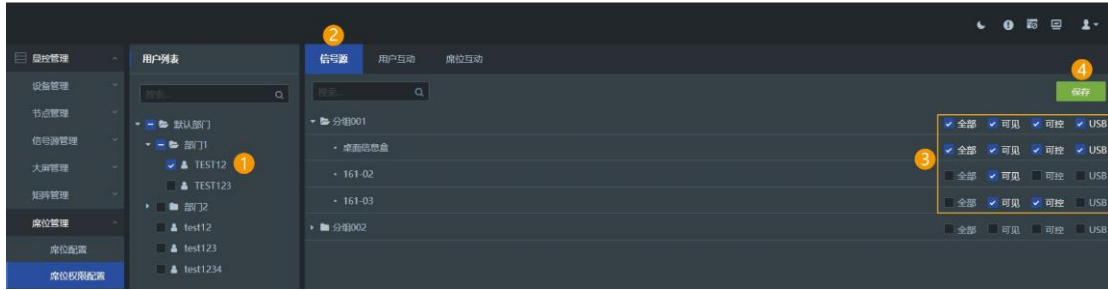 2
显控管理
用户列表
信号源 用户互动 席位互动
4
设备管理
搜索...
搜索...
保存
节点管理
默认部门
分组001
全部 可见 可控 USB
信号源管理
部门1
桌面信息盒
全部 可见 可控 USB
大屏管理
TEST12 1
161-02
3
全部 可见 可控 USB
矩阵管理
TEST123
161-03
全部 可见 可控 USB
部门2
席位管理
test12
分组002
全部 可见 可控 USB
席位配置
test123
席位权限配置
test1234